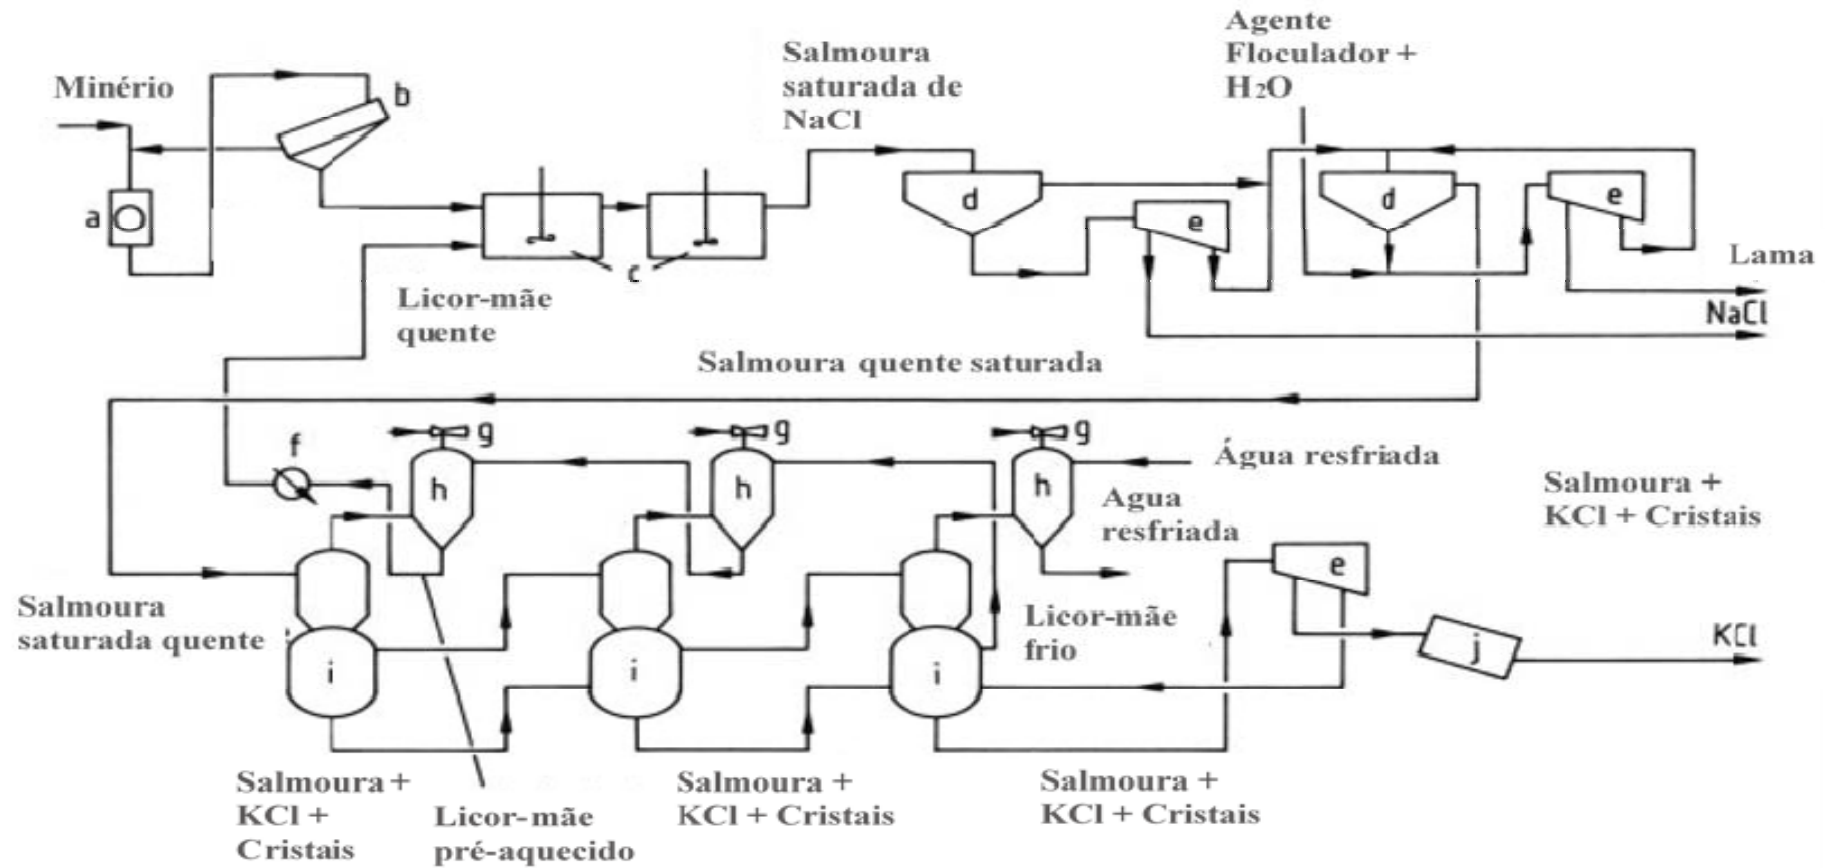 Minério
a
b
c
Licor-mãe
quente
Salmoura
saturada de
NaCl
d
e
Agente
Floculador +
H2O
d
e
Lama
NaCl
Salmoura quente saturada
f
g
h
g
h
g
h
Água resfriada
Agua
resfriada
Salmoura +
KCl + Cristais
Salmoura
saturada quente
i
i
i
Licor-mãe
frio
e
j
KCl
Salmoura +
KCl +
Cristais
Licor-mãe
pré-aquecido
Salmoura +
KCl + Cristais
Salmoura +
KCl + Cristais